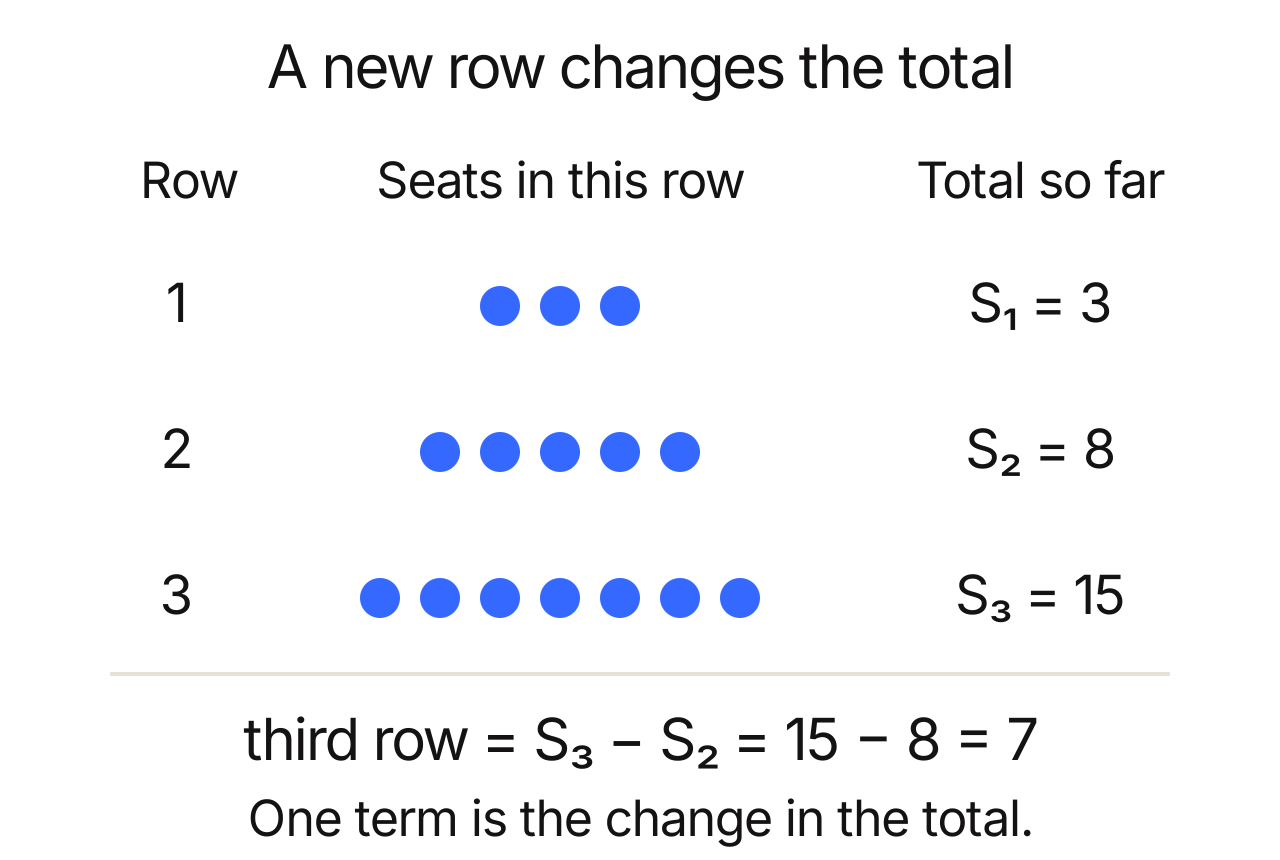 A new row changes the total
Row Seats in this row Total so far
1 S₁ = 3
2 S₂ = 8
3 S₃ = 15
third row = S₃ − S₂ = 15 − 8 = 7
One term is the change in the total.